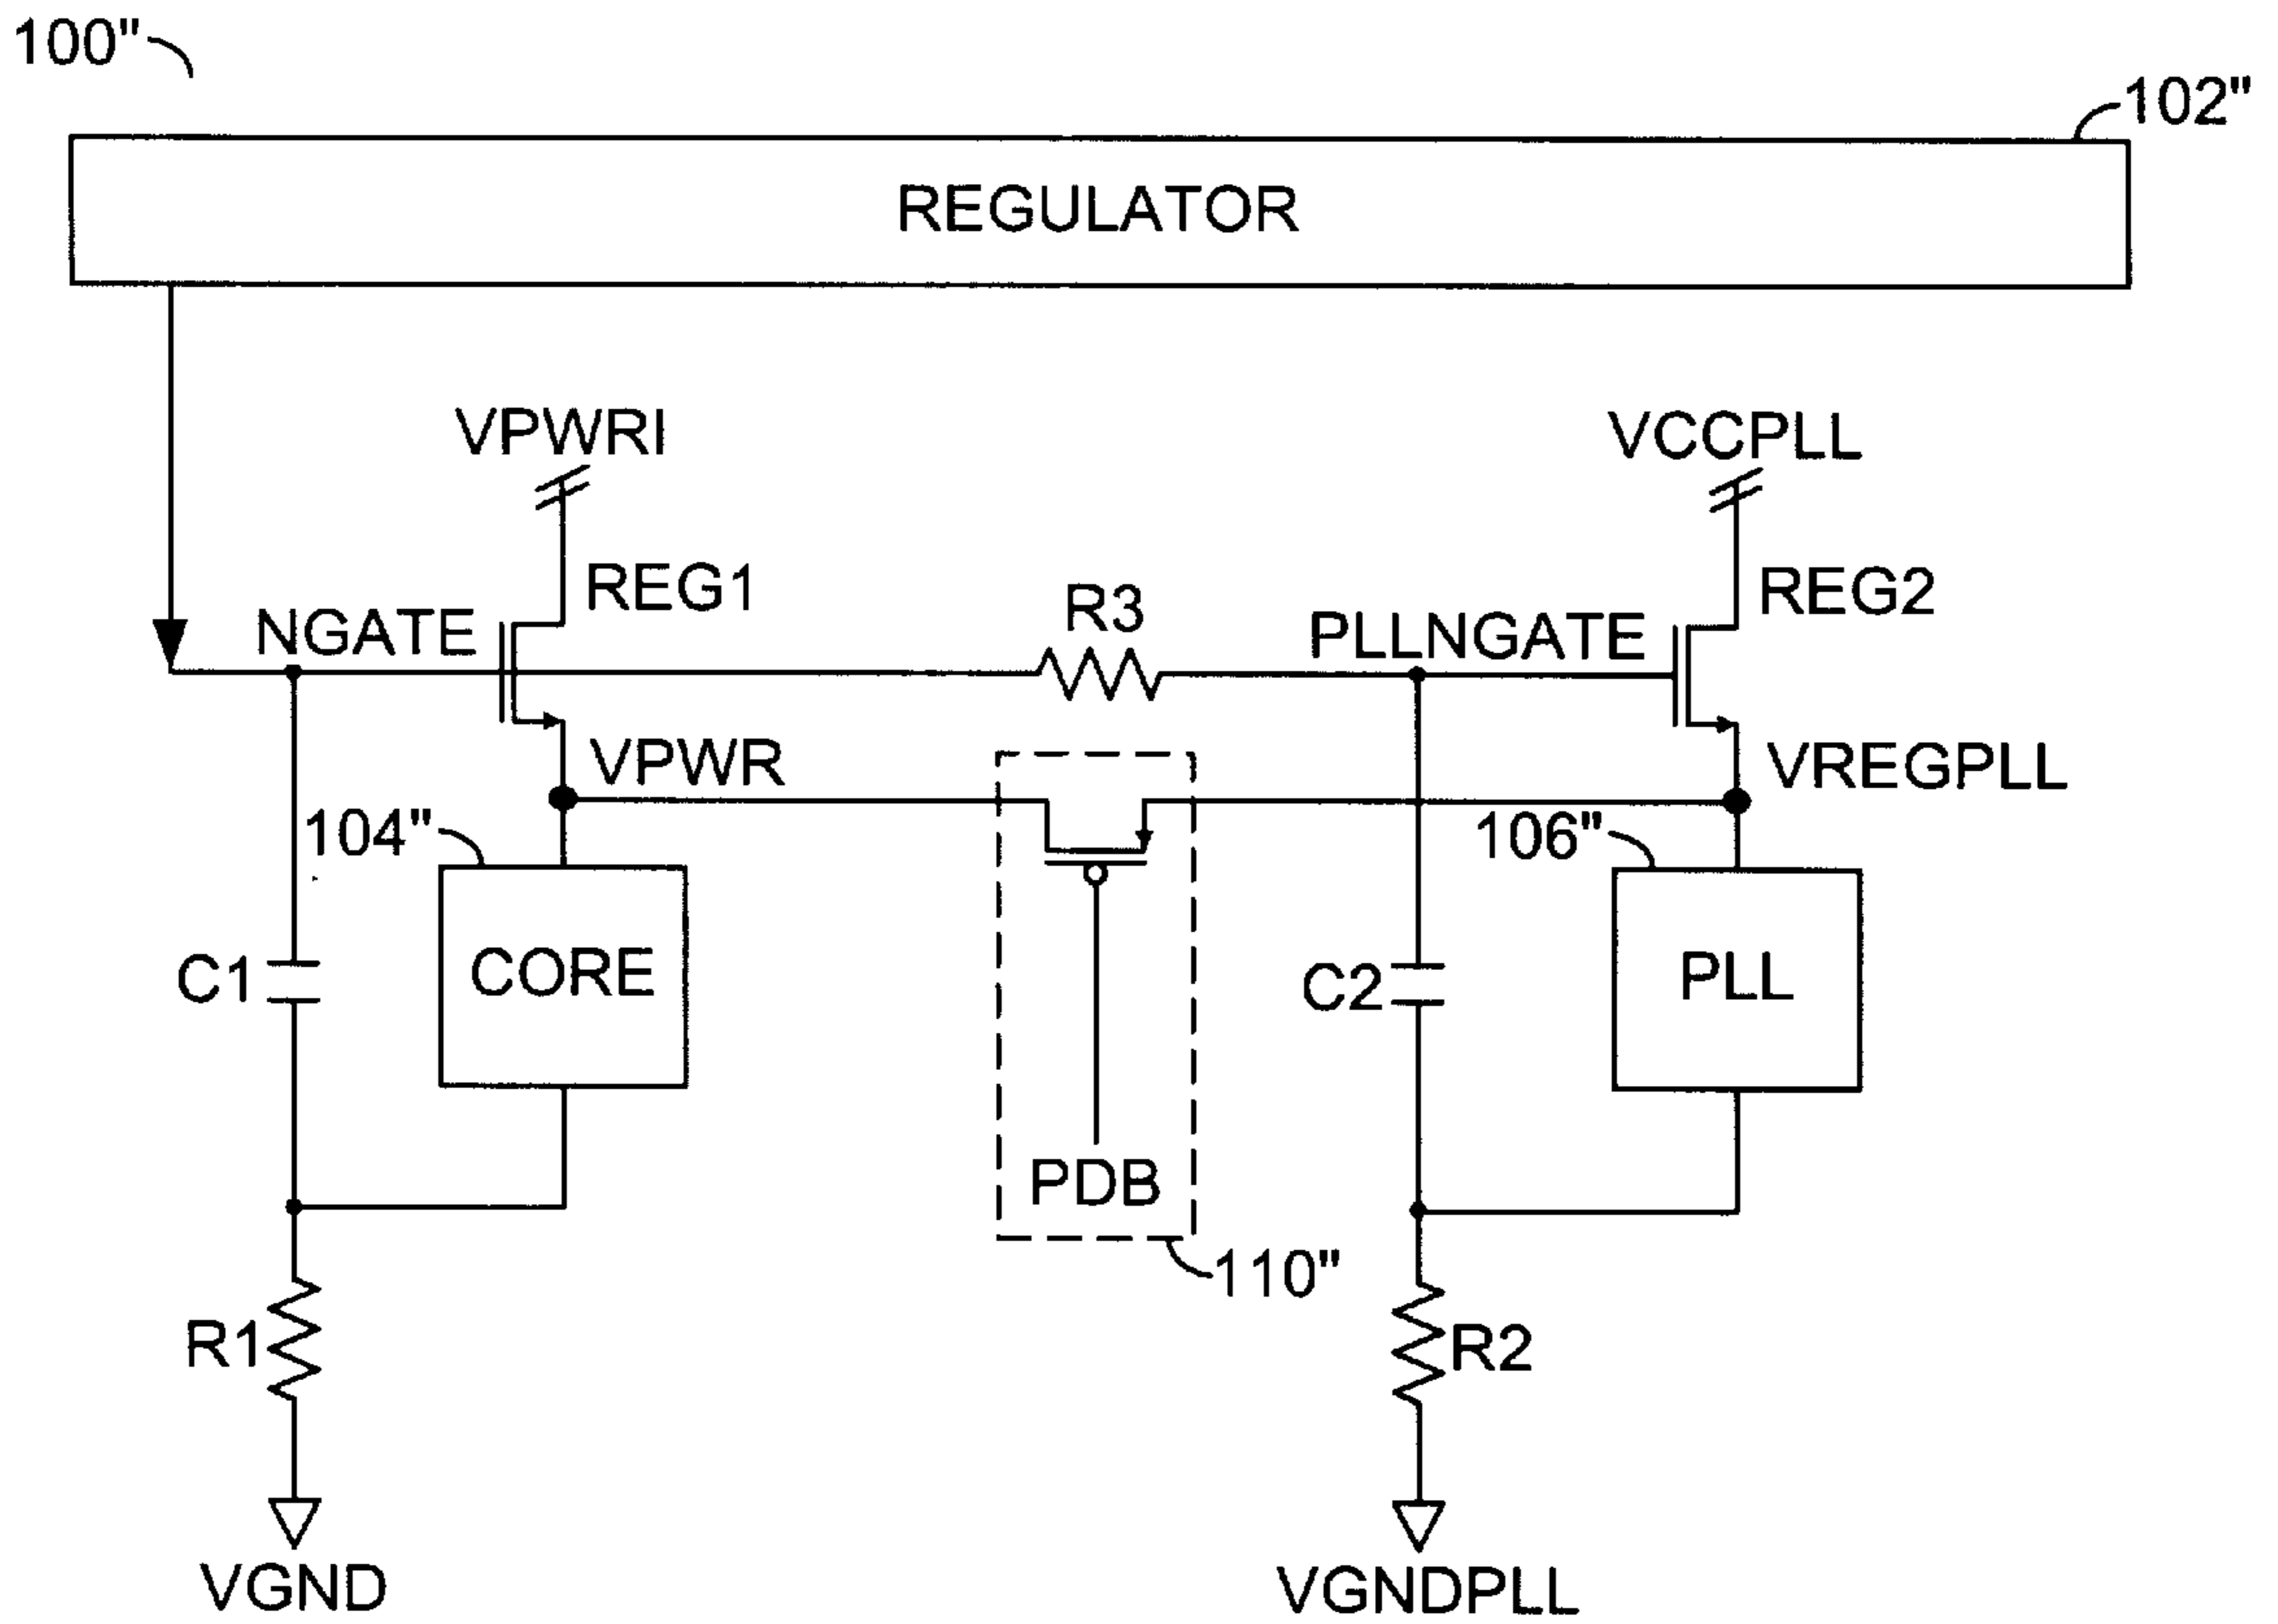 100"
102"
REGULATOR
VPWRI
VCCPLL
REG1
REG2
NGATE
R3
PLLNGATE
VPWR
VREGPLL
104"
106"
CORE
PLL
C1
C2
PDB
110"
R1
R2
VGND
VGNDPLL